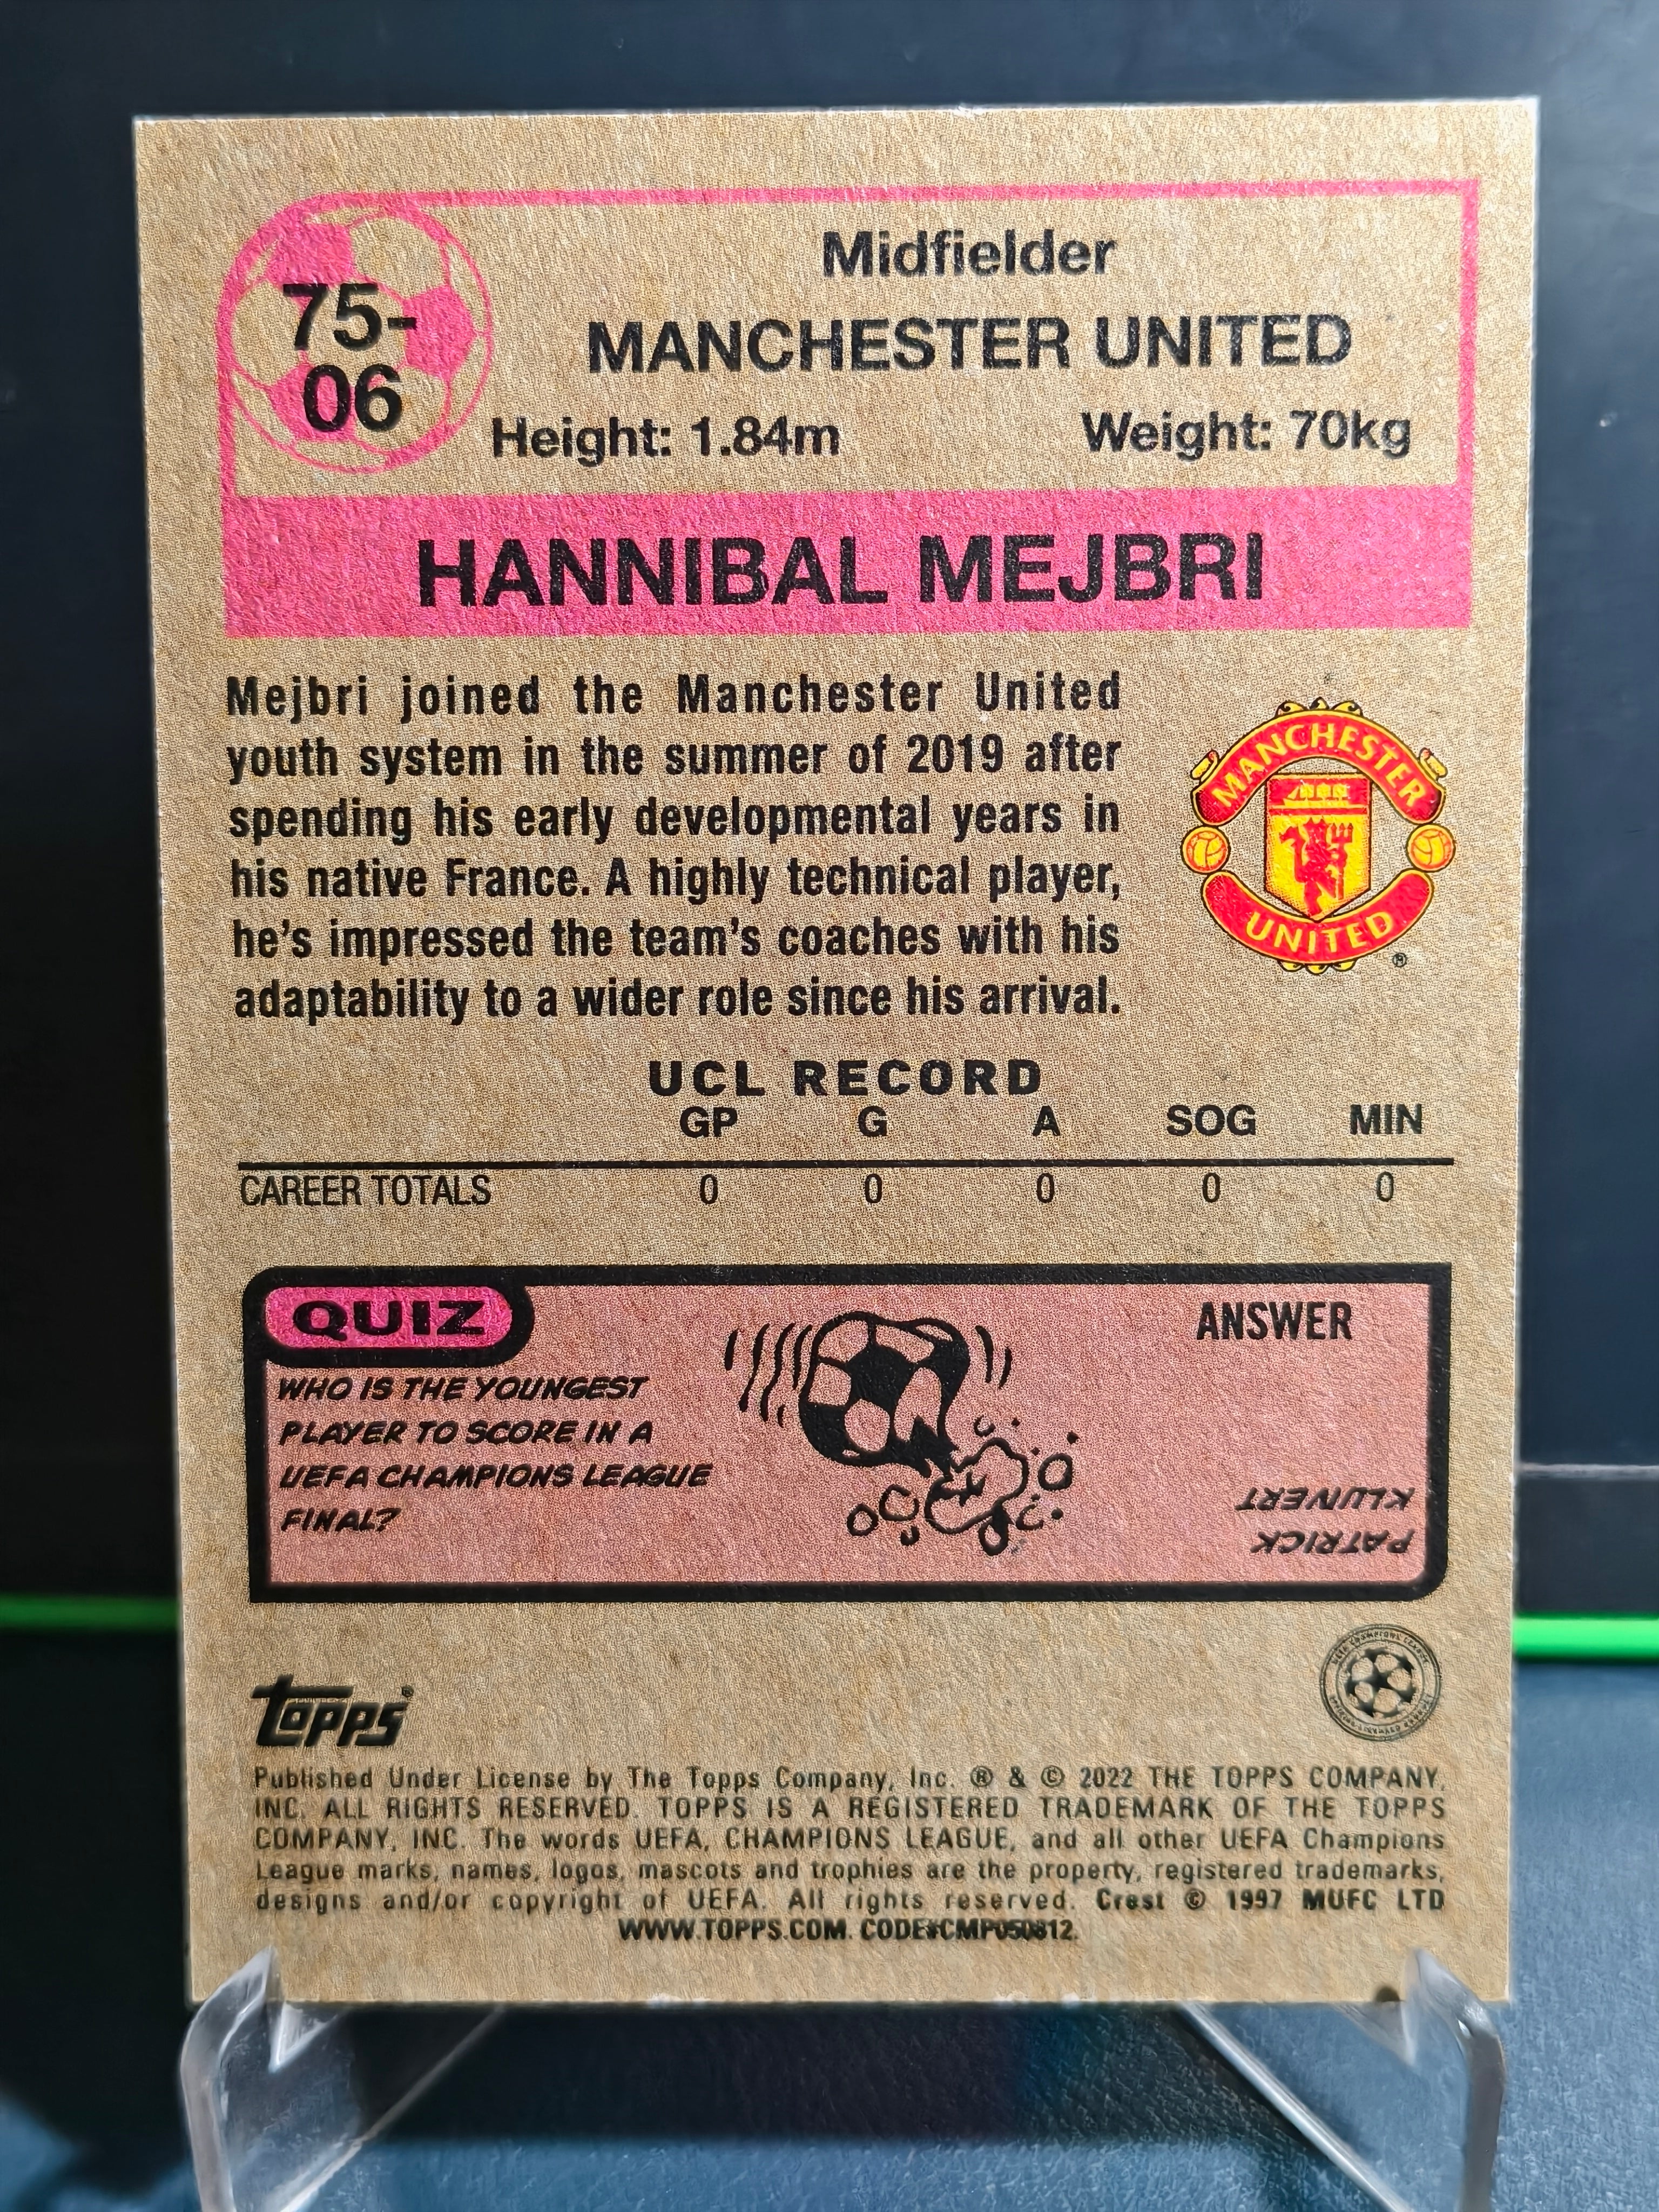 75-
06
Midfielder
MANCHESTER UNITED
Height: 1.84m Weight: 70kg
HANNIBAL MEJBRI
Mejbri joined the Manchester United
youth system in the summer of 2019 after
spending his early developmental years in
his native France. A highly technical player,
he's impressed the team's coaches with his
adaptability to a wider role since his arrival.
MANCHESTER
UNITED
®
UCL RECORD
GP G A SOG MIN
CAREER TOTALS 0 0 0 0 0
QUIZ
WHO IS THE YOUNGEST
PLAYER TO SCORE IN A
UEFA CHAMPIONS LEAGUE
FINAL?
ANSWER
PATRICK
KLUIVERT
topps®
Published Under License by The Topps Company, Inc. ® & © 2022 THE TOPPS COMPANY,
INC. ALL RIGHTS RESERVED. TOPPS IS A REGISTERED TRADEMARK OF THE TOPPS
COMPANY, INC. The words UEFA, CHAMPIONS LEAGUE, and all other UEFA Champions
League marks, names, logos, mascots and trophies are the property, registered trademarks,
designs and/or copyright of UEFA. All rights reserved. Crest © 1997 MUFC LTD
WWW.TOPPS.COM. CODE#CMP050812.